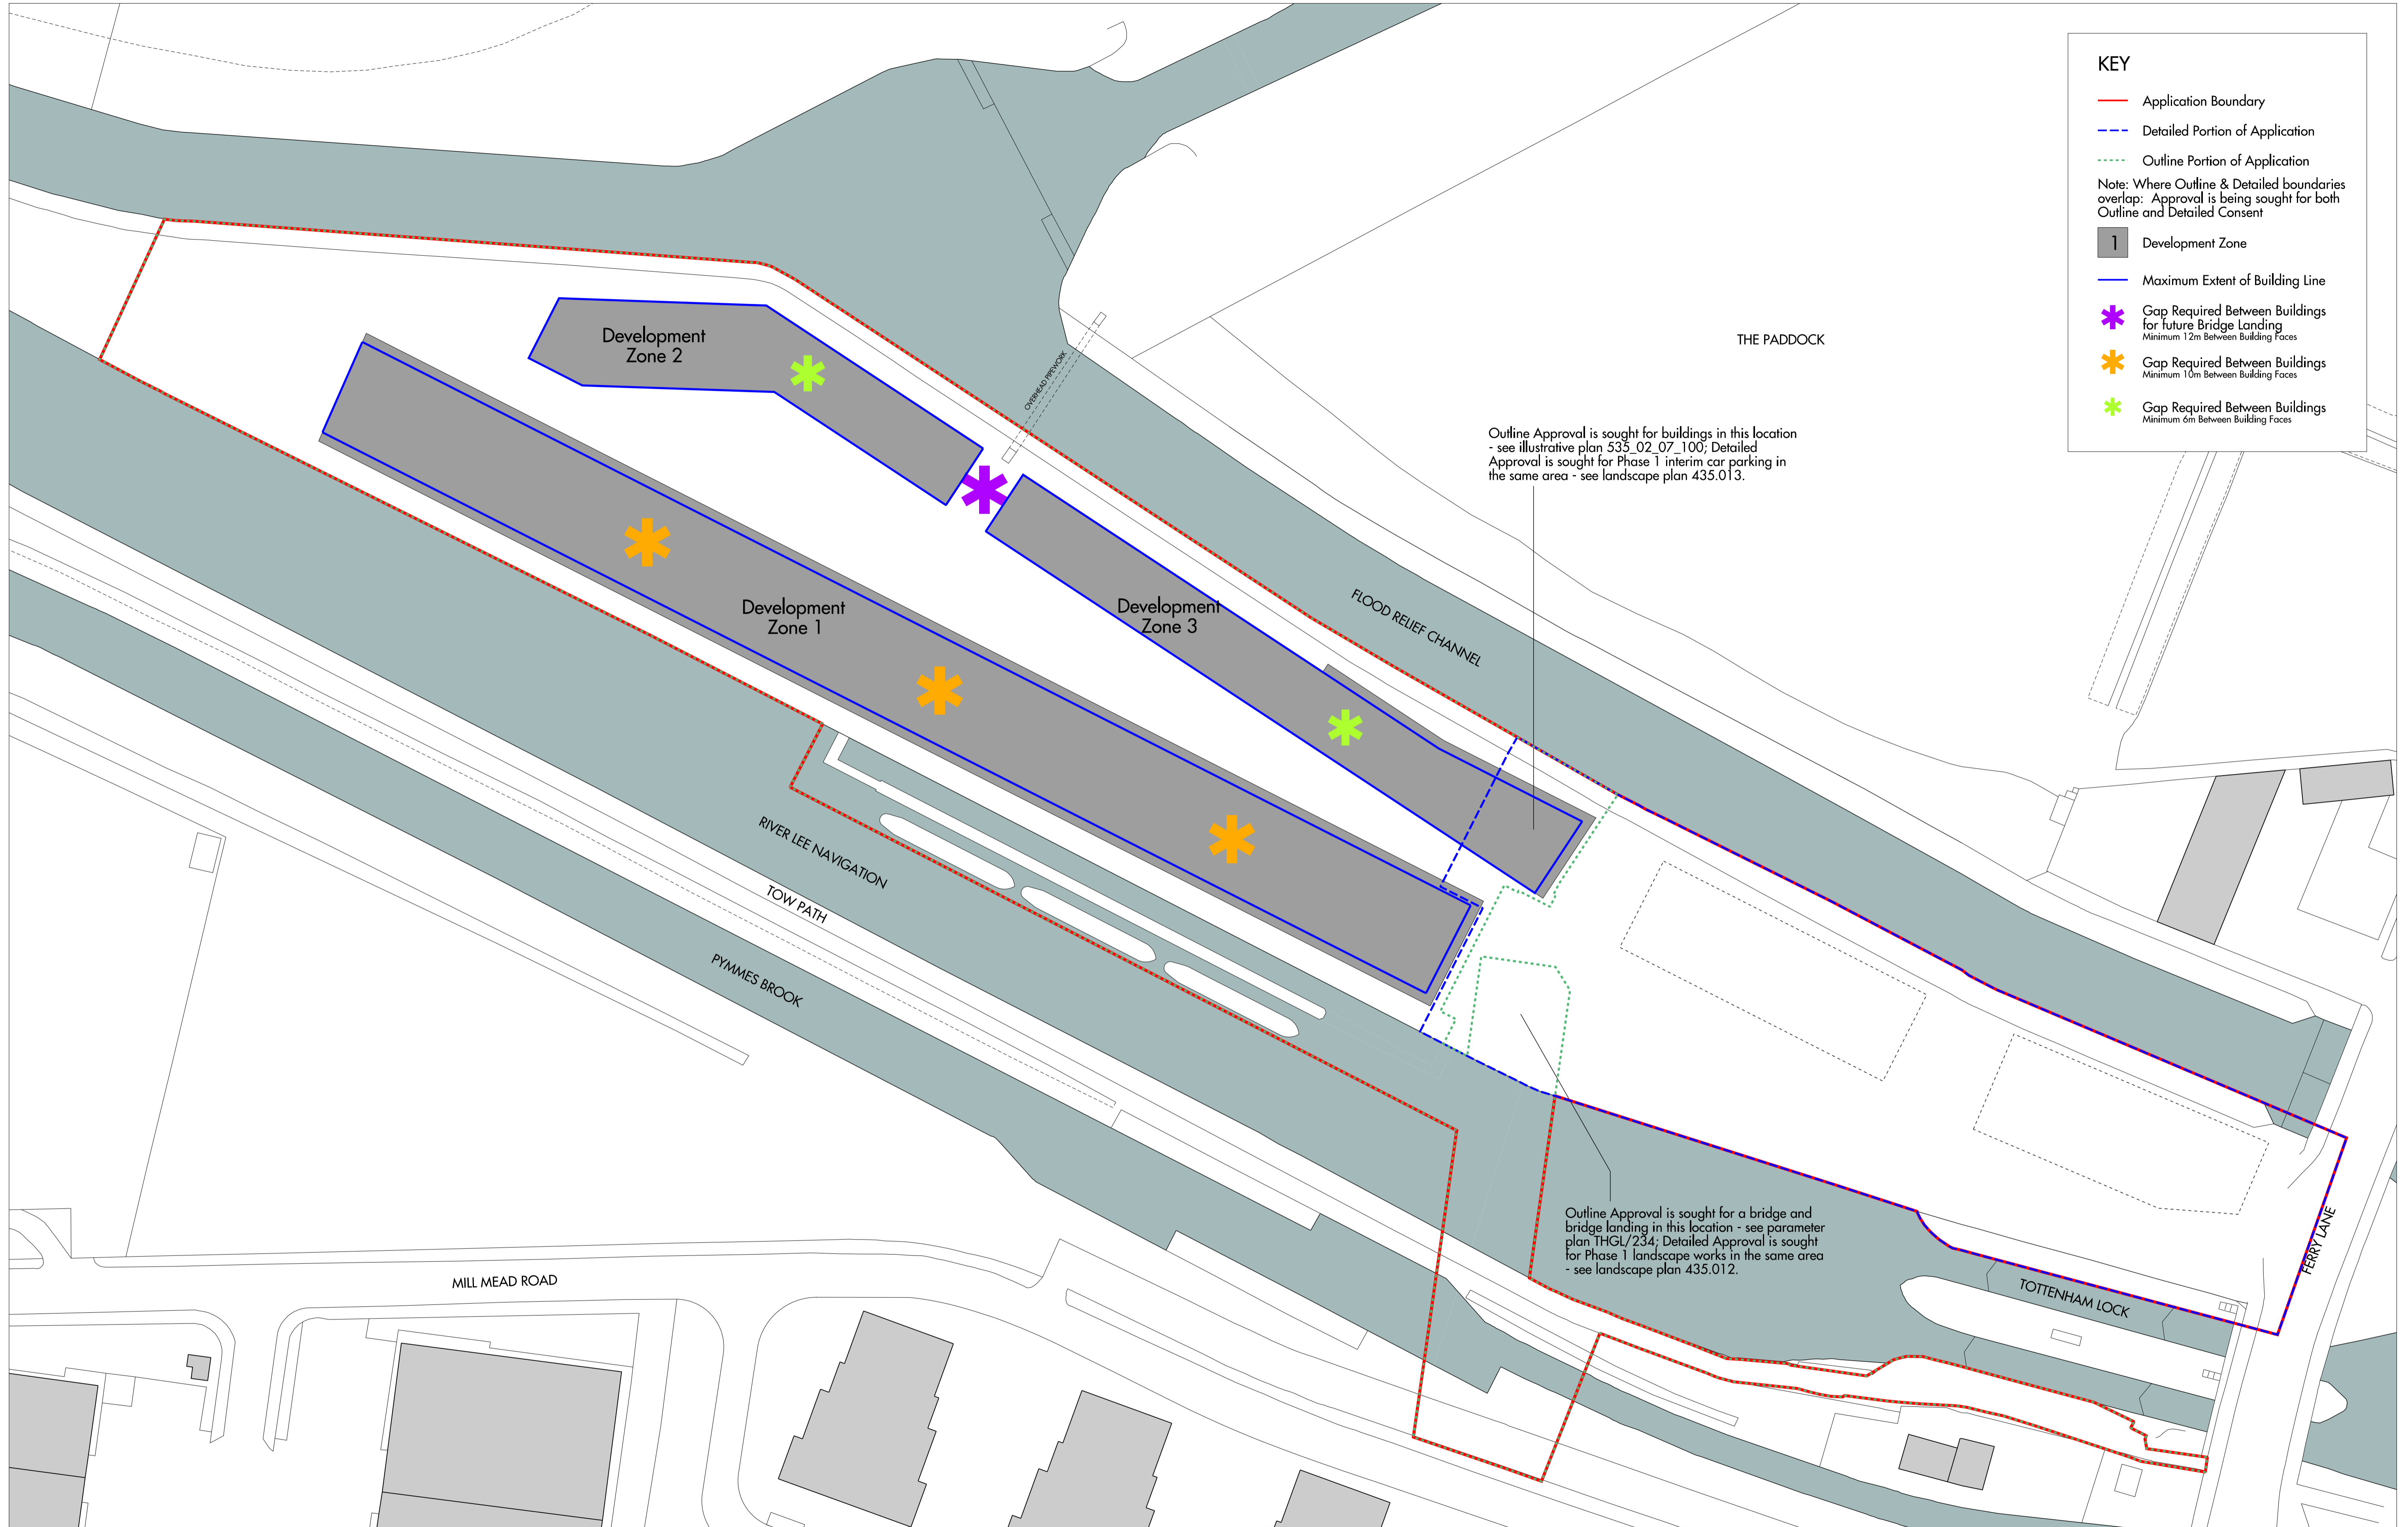 KEY
Application Boundary
Detailed Portion of Application
Outline Portion of Application
Note: Where Outline & Detailed boundaries
overlap: Approval is being sought for both
Outline and Detailed Consent
1
Development Zone
Maximum Extent of Building Line
Gap Required Between Buildings
for future Bridge Landing
Minimum 12m Between Building Faces
Gap Required Between Buildings
Minimum 10m Between Building Faces
Gap Required Between Buildings
Minimum 6m Between Building Faces
Development
Zone 2
THE PADDOCK
OVERHEAD PIPEWORK
Outline Approval is sought for buildings in this location
- see illustrative plan 535_02_07_100; Detailed
Approval is sought for Phase 1 interim car parking in
the same area - see landscape plan 435.013.
Development
Zone 1
Development
Zone 3
FLOOD RELIEF CHANNEL
RIVER LEE NAVIGATION
TOW PATH
PYMMES BROOK
Outline Approval is sought for a bridge and
bridge landing in this location - see parameter
plan THGL/234; Detailed Approval is sought
for Phase 1 landscape works in the same area
- see landscape plan 435.012.
FERRY LANE
TOTTENHAM LOCK
MILL MEAD ROAD